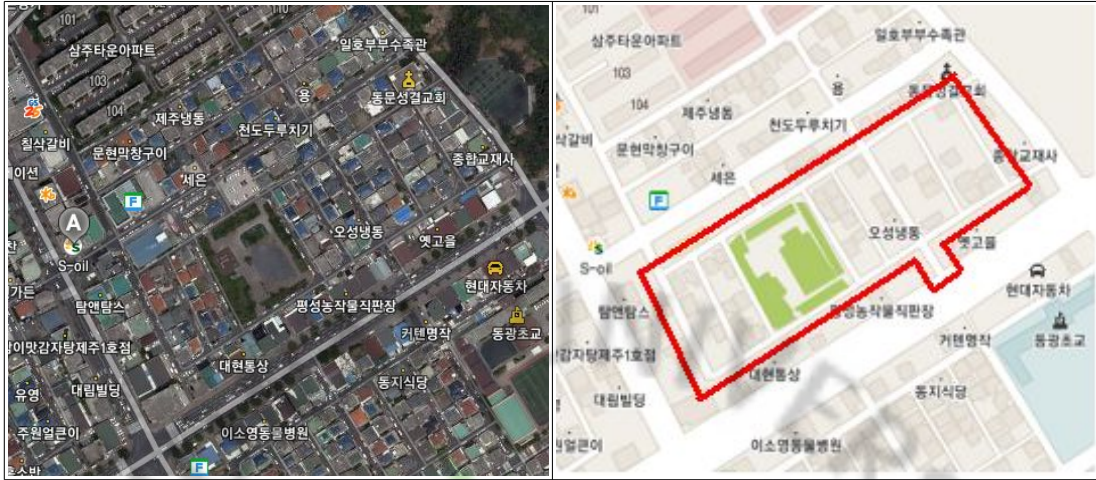 101
101
삼주타운아파트
103
104
일호부부수족관
동문성결교회
용
제주냉동
천도두루치기
칠삭갈비
문현막창구이
세은
종합교재사
F
A
S-oil
오성냉동
옛고을
가든
탐앤탐스
평성농작물직판장
현대자동차
이맛감자탕제주1호점
커텐명작
동광초교
대현통상
유영
대림빌딩
동지식당
주원얼큰이
이소영동물병원
F
101
101
삼주타운아파트
103
104
일호부부수족관
동문성결교회
용
제주냉동
천도두루치기
삭갈비
문현막창구이
세은
종합교재사
F
S-oil
오성냉동
옛고을
탐앤탐스
평성농작물직판장
현대자동차
감자탕제주1호점
커텐명작
동광초교
대현통상
대림빌딩
동지식당
원얼큰이
이소영동물병원